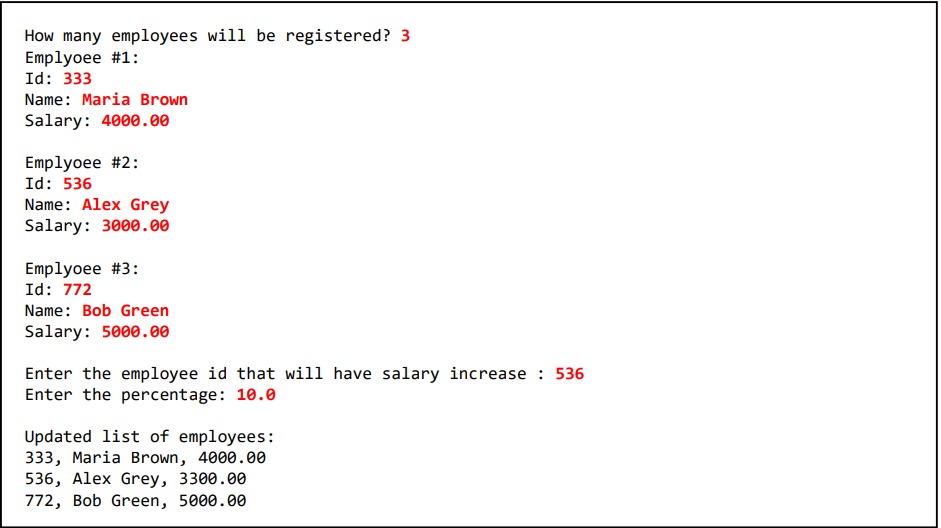 How many employees will be registered? 3
Emplyoee #1:
Id: 333
Name: Maria Brown
Salary: 4000.00
Emplyoee #2:
Id: 536
Name: Alex Grey
Salary: 3000.00
Emplyoee #3:
Id: 772
Name: Bob Green
Salary: 5000.00
Enter the employee id that will have salary increase : 536
Enter the percentage: 10.0
Updated list of employees:
333, Maria Brown, 4000.00
536, Alex Grey, 3300.00
772, Bob Green, 5000.00